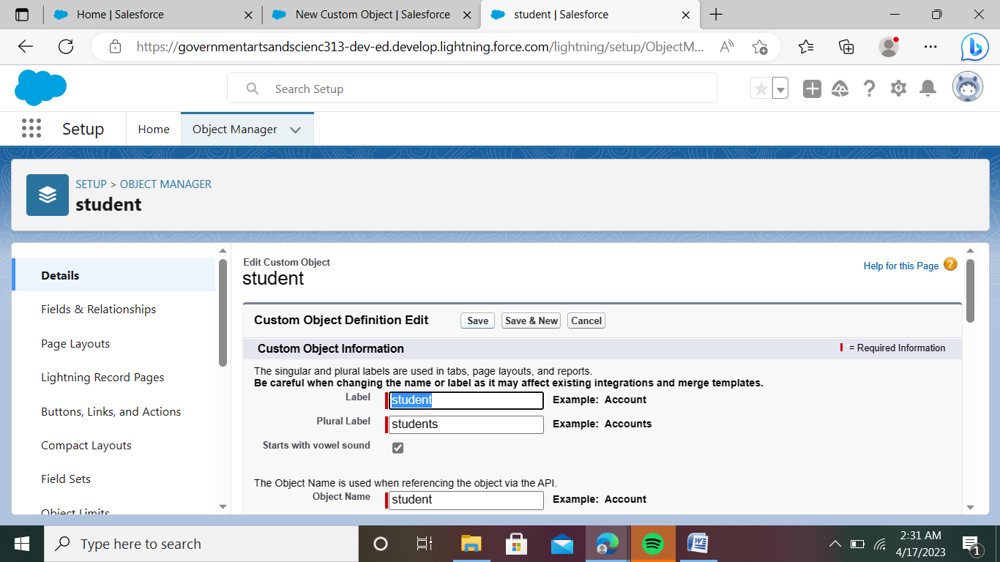 Home | Salesforce
New Custom Object | Salesforce
student | Salesforce
https://governmentartsandscienc313-dev-ed.develop.lightning.force.com/lightning/setup/ObjectM...
Search Setup
Setup
Home
Object Manager
SETUP > OBJECT MANAGER
student
Details
Fields & Relationships
Page Layouts
Lightning Record Pages
Buttons, Links, and Actions
Compact Layouts
Field Sets
Object Limits
Edit Custom Object
student
Help for this Page
Custom Object Definition Edit
Save
Save & New
Cancel
Custom Object Information
= Required Information
The singular and plural labels are used in tabs, page layouts, and reports.
Be careful when changing the name or label as it may affect existing integrations and merge templates.
Label student Example: Account
Plural Label students Example: Accounts
Starts with vowel sound
The Object Name is used when referencing the object via the API.
Object Name student Example: Account
Type here to search
2:31 AM
4/17/2023
1